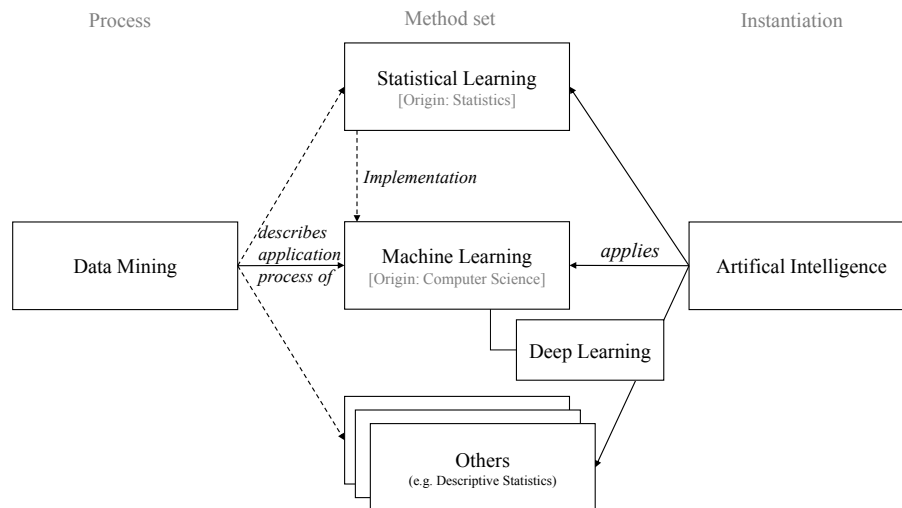 Process
Method set
Instantiation
Statistical Learning
[Origin: Statistics]
Implementation
describes
application
process of
Data Mining
Machine Learning
[Origin: Computer Science]
applies
Artifical Intelligence
Deep Learning
Others
(e.g. Descriptive Statistics)